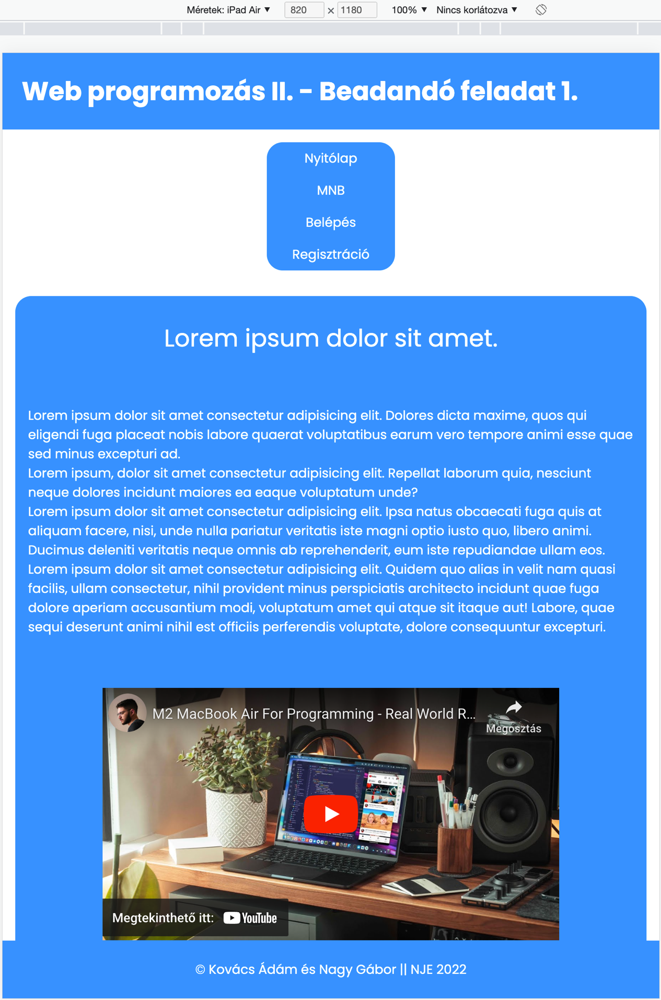 Méretek: iPad Air ▼ 820 × 1180 100% ▼ Nincs korlátozva ▼
Web programozás II. - Beadandó feladat 1.
Nyitólap
MNB
Belépés
Regisztráció
Lorem ipsum dolor sit amet.
Lorem ipsum dolor sit amet consectetur adipisicing elit. Dolores dicta maxime, quos qui
eligendi fuga placeat nobis labore quaerat voluptatibus earum vero tempore animi esse quae
sed minus excepturi ad.
Lorem ipsum, dolor sit amet consectetur adipisicing elit. Repellat laborum quia, nesciunt
neque dolores incidunt maiores ea eaque voluptatum unde?
Lorem ipsum dolor sit amet consectetur adipisicing elit. Ipsa natus obcaecati fuga quis at
aliquam facere, nisi, unde nulla pariatur veritatis iste magni optio iusto quo, libero animi.
Ducimus deleniti veritatis neque omnis ab reprehenderit, eum iste repudiandae ullam eos.
Lorem ipsum dolor sit amet consectetur adipisicing elit. Quidem quo alias in velit nam quasi
facilis, ullam consectetur, nihil provident minus perspiciatis architecto incidunt quae fuga
dolore aperiam accusantium modi, voluptatum amet qui atque sit itaque aut! Labore, quae
sequi deserunt animi nihil est officiis perferendis voluptate, dolore consequuntur excepturi.
M2 MacBook Air For Programming - Real World R...
Megosztás
Megtekinthető itt: YouTube
© Kovács Ádám és Nagy Gábor || NJE 2022